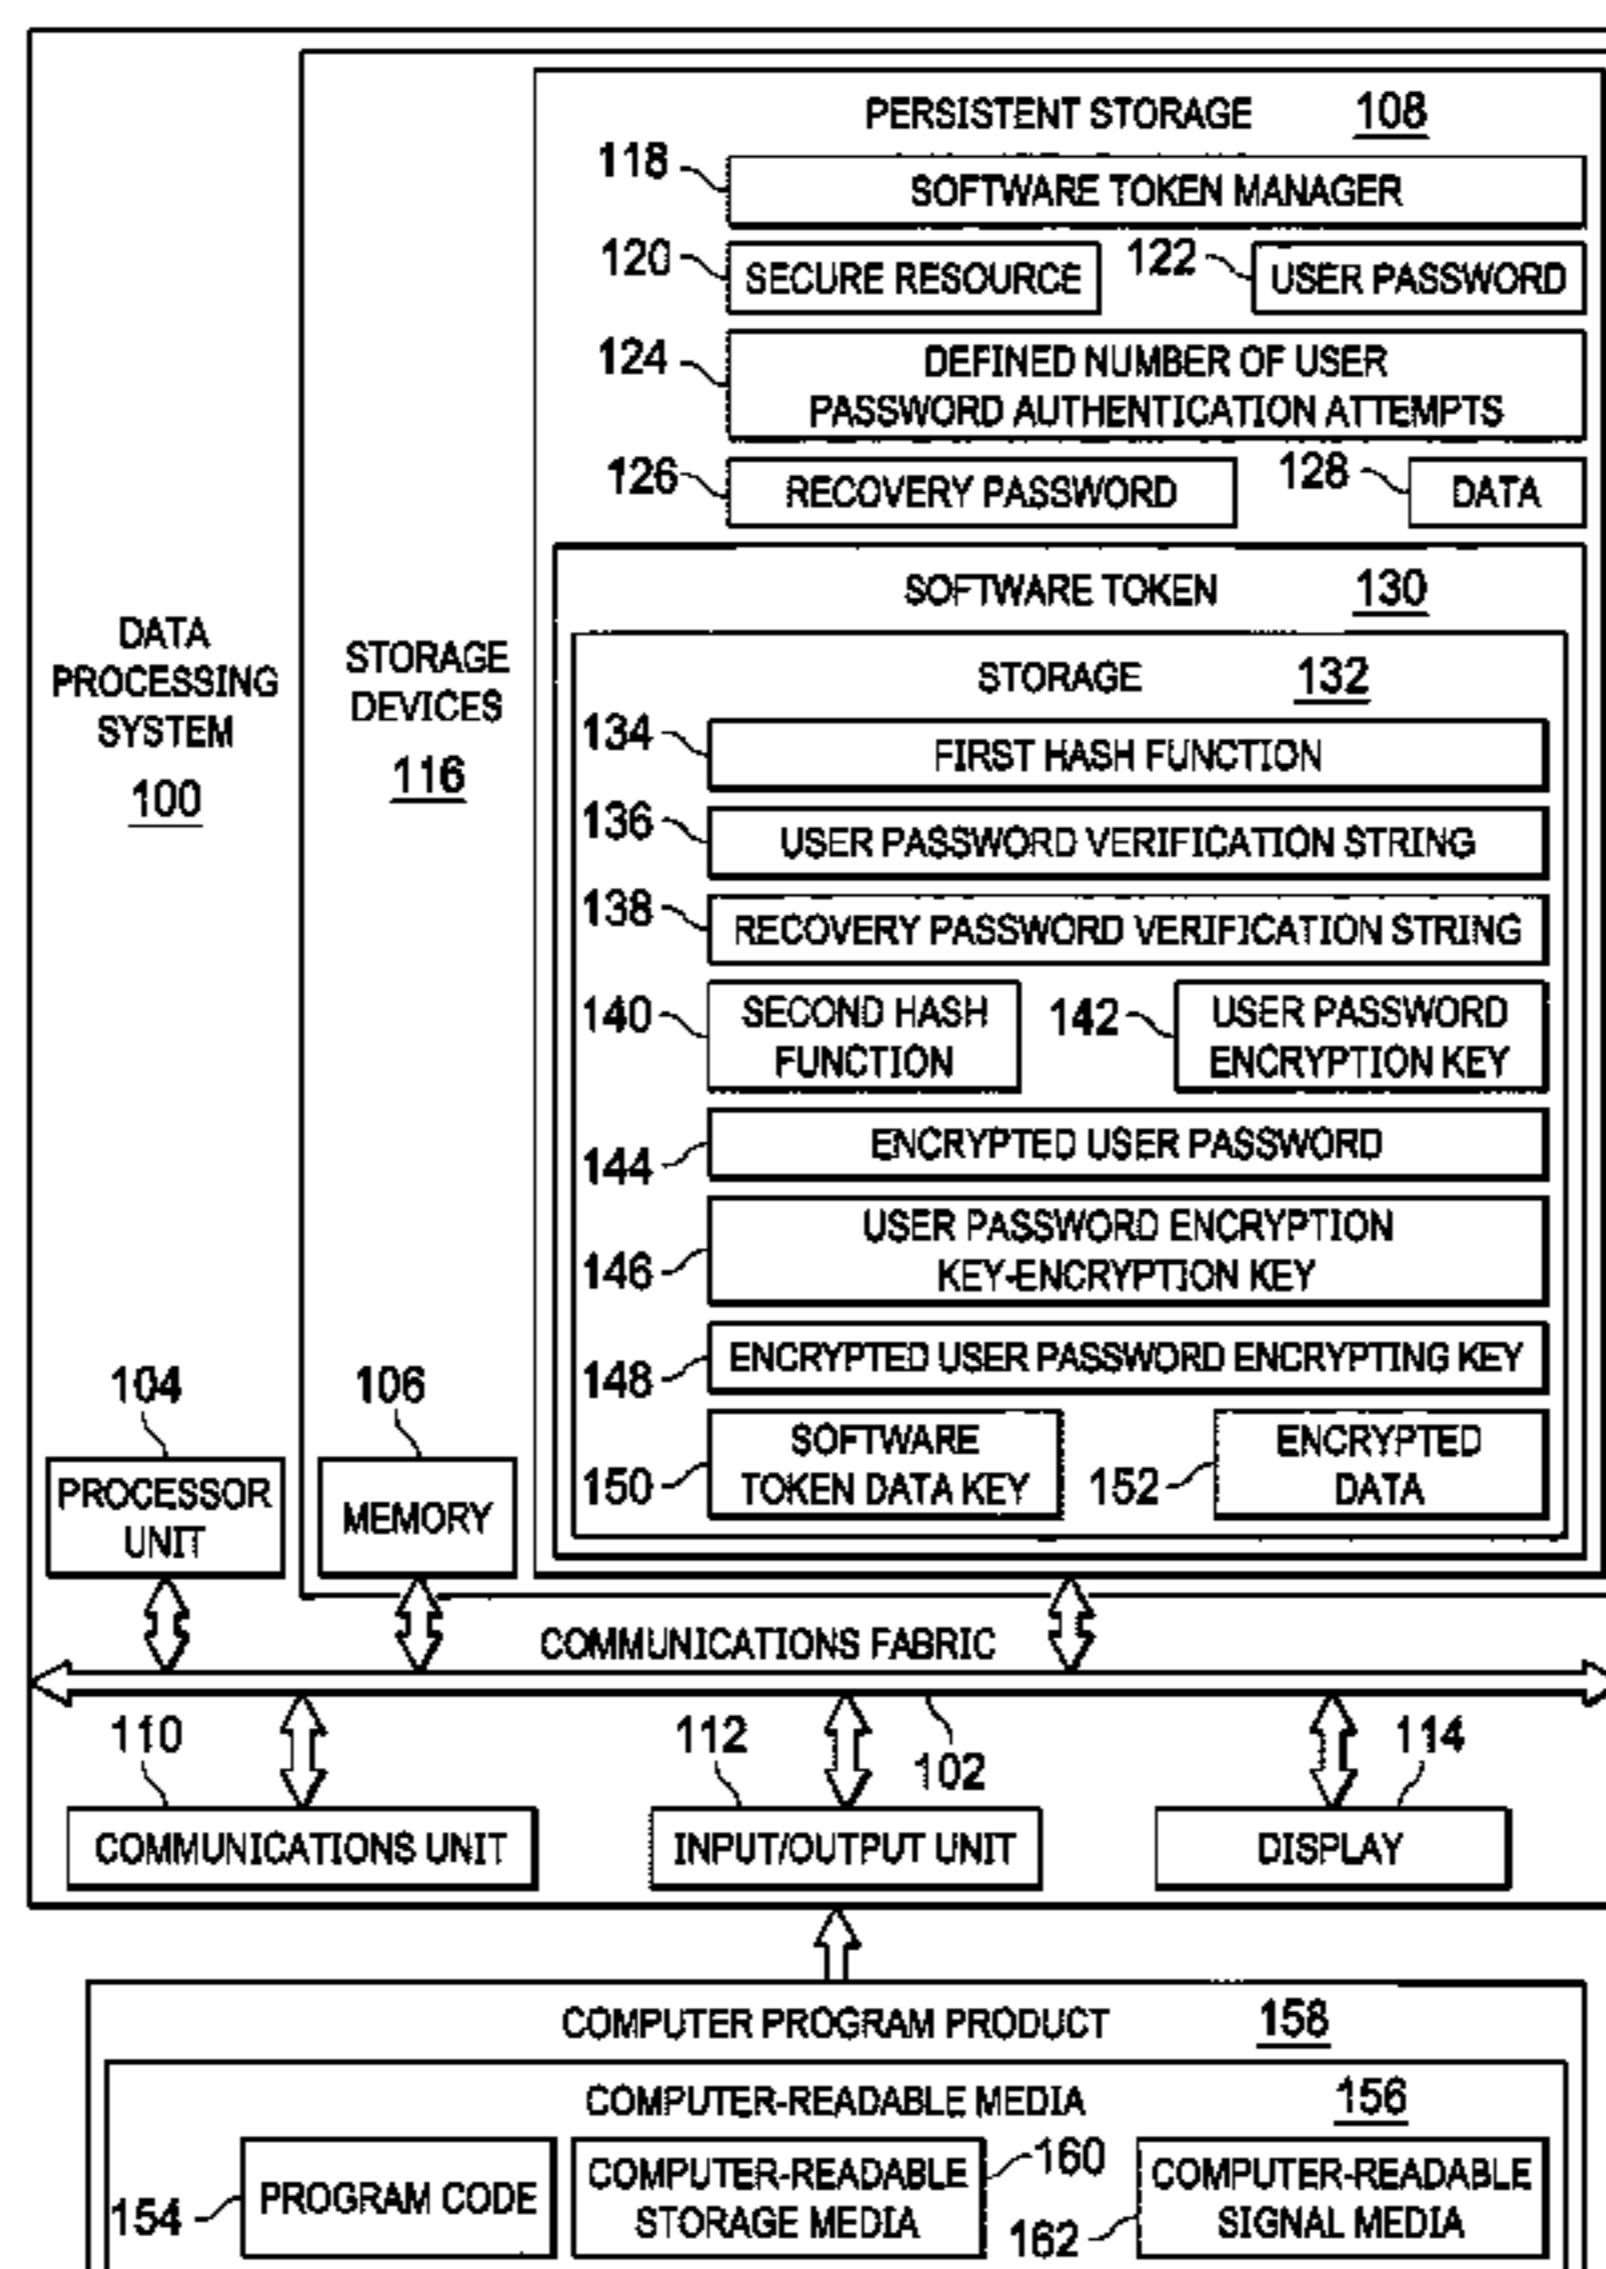 PERSISTENT STORAGE 108
118 SOFTWARE TOKEN MANAGER
120 SECURE RESOURCE 122 USER PASSWORD
124 DEFINED NUMBER OF USER
PASSWORD AUTHENTICATION ATTEMPTS
126 RECOVERY PASSWORD 128 DATA
SOFTWARE TOKEN 130
DATA
PROCESSING
SYSTEM
100
STORAGE
DEVICES
116
STORAGE 132
134 FIRST HASH FUNCTION
136 USER PASSWORD VERIFICATION STRING
138 RECOVERY PASSWORD VERIFICATION STRING
140 SECOND HASH
FUNCTION
142 USER PASSWORD
ENCRYPTION KEY
144 ENCRYPTED USER PASSWORD
146 USER PASSWORD ENCRYPTION
KEY-ENCRYPTION KEY
148 ENCRYPTED USER PASSWORD ENCRYPTING KEY
150 SOFTWARE
TOKEN DATA KEY
152 ENCRYPTED
DATA
104
PROCESSOR
UNIT
106
MEMORY
COMMUNICATIONS FABRIC
102
110
COMMUNICATIONS UNIT
112
INPUT/OUTPUT UNIT
114
DISPLAY
COMPUTER PROGRAM PRODUCT 158
COMPUTER-READABLE MEDIA 156
154 PROGRAM CODE
COMPUTER-READABLE
STORAGE MEDIA
160
162
COMPUTER-READABLE
SIGNAL MEDIA